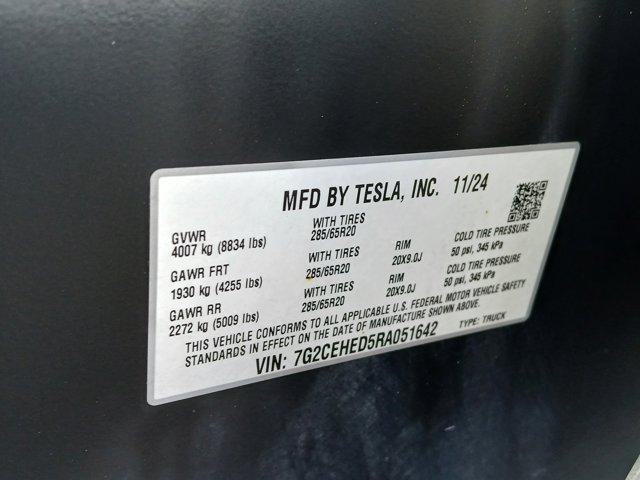 MFD BY TESLA, INC. 11/24
GVWR
4007 kg (8834 lbs)
WITH TIRES
285/65R20
GAWR FRT
1930 kg (4255 lbs)
WITH TIRES
285/65R20
RIM
20X9.0J
COLD TIRE PRESSURE
50 psi, 345 kPa
GAWR RR
2272 kg (5009 lbs)
WITH TIRES
285/65R20
RIM
20X9.0J
COLD TIRE PRESSURE
50 psi, 345 kPa
THIS VEHICLE CONFORMS TO ALL APPLICABLE U.S. FEDERAL MOTOR VEHICLE SAFETY
STANDARDS IN EFFECT ON THE DATE OF MANUFACTURE SHOWN ABOVE.
VIN: 7G2CEHED5RA051642 TYPE: TRUCK